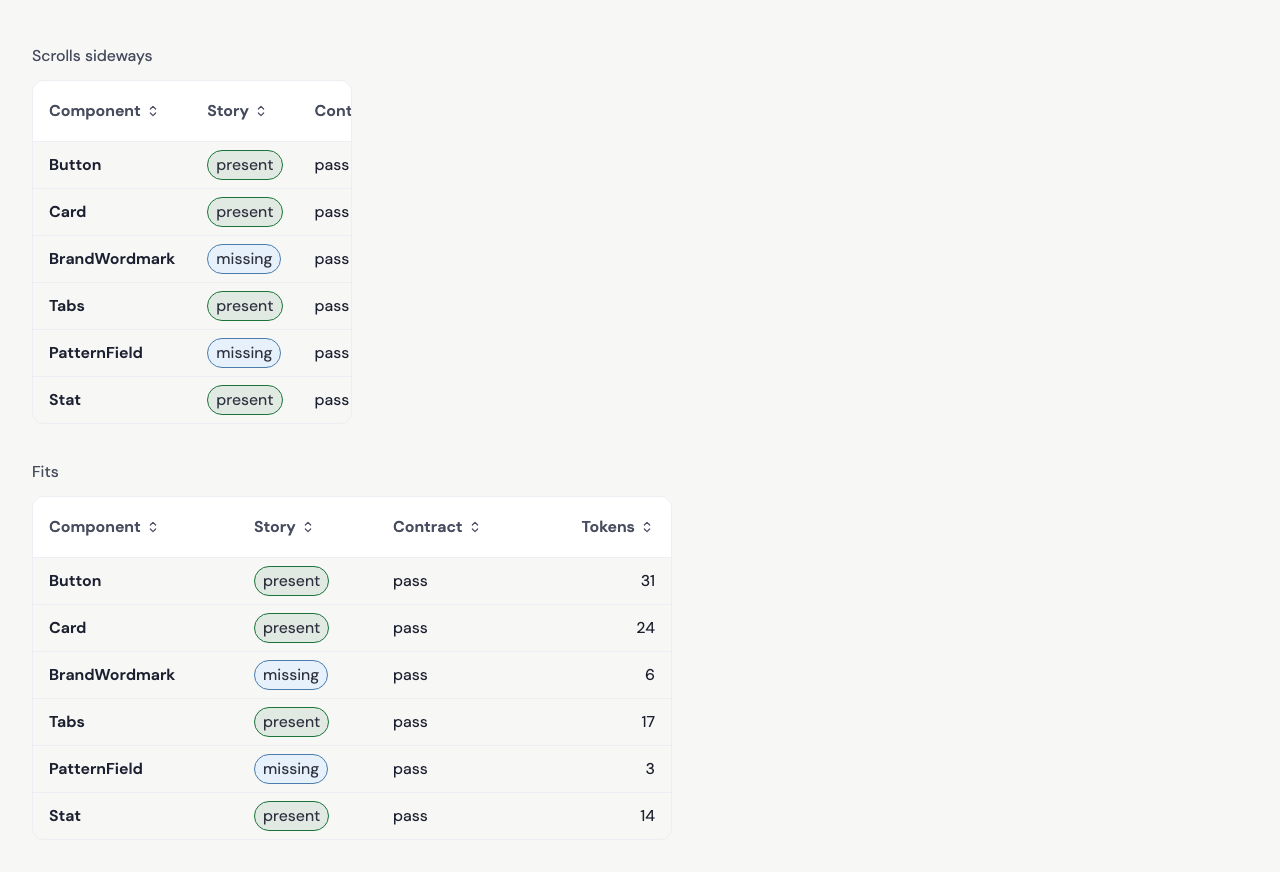 Scrolls sideways
Component Story Cont
Button present pass
Card present pass
BrandWordmark missing pass
Tabs present pass
PatternField missing pass
Stat present pass
Fits
Component Story Contract Tokens
Button present pass 31
Card present pass 24
BrandWordmark missing pass 6
Tabs present pass 17
PatternField missing pass 3
Stat present pass 14